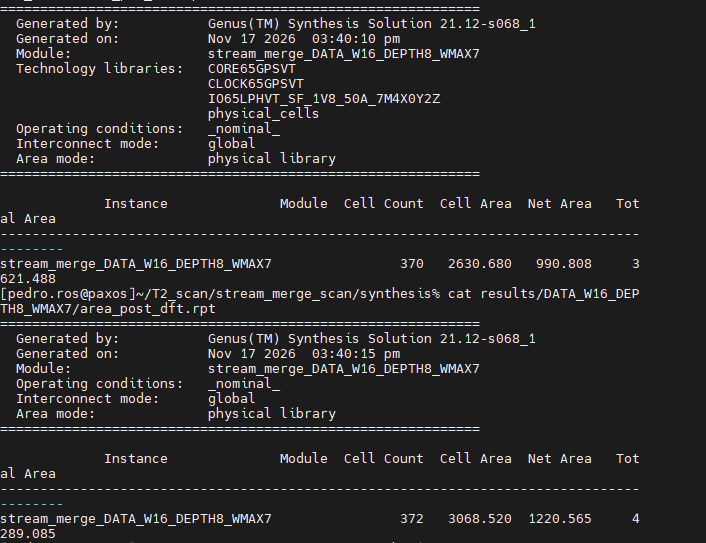 ============================================================
  Generated by:           Genus(TM) Synthesis Solution 21.12-s068_1
  Generated on:           Nov 17 2026  03:40:10 pm
  Module:                 stream_merge_DATA_W16_DEPTH8_WMAX7
  Technology libraries:   CORE65GPSVT
                          CLOCK65GPSVT
                          IO65LPHVT_SF_1V8_50A_7M4X0Y2Z
                          physical_cells
  Operating conditions:   _nominal_
  Interconnect mode:      global
  Area mode:              physical library
============================================================
             Instance              Module  Cell Count  Cell Area  Net Area   Tot
al Area
--------------------------------------------------------------------------------
--------
stream_merge_DATA_W16_DEPTH8_WMAX7                370   2630.680   990.808     3
621.488
[pedro.ros@paxos]~/T2_scan/stream_merge_scan/synthesis% cat results/DATA_W16_DEP
TH8_WMAX7/area_post_dft.rpt
============================================================
  Generated by:           Genus(TM) Synthesis Solution 21.12-s068_1
  Generated on:           Nov 17 2026  03:40:15 pm
  Module:                 stream_merge_DATA_W16_DEPTH8_WMAX7
  Operating conditions:   _nominal_
  Interconnect mode:      global
  Area mode:              physical library
============================================================
             Instance              Module  Cell Count  Cell Area  Net Area   Tot
al Area
--------------------------------------------------------------------------------
--------
stream_merge_DATA_W16_DEPTH8_WMAX7                372   3068.520  1220.565     4
289.085